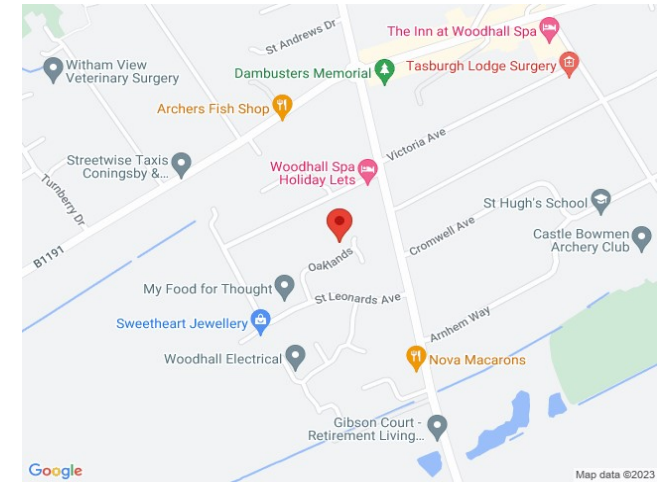 St Andrews Dr
The Inn at Woodhall Spa
Witham View
Veterinary Surgery
Dambusters Memorial
Tasburgh Lodge Surgery
Archers Fish Shop
Victoria Ave
Streetwise Taxis
Coningsby &...
Woodhall Spa
Holiday Lets
Turnberry Dr
St Hugh's School
Cromwell Ave
Castle Bowmen
Archery Club
B1191
Oaklands
My Food for Thought
St Leonards Ave
Sweetheart Jewellery
Arnhem Way
Woodhall Electrical
Nova Macarons
Gibson Court -
Retirement Living...
Google
Map data ©2023